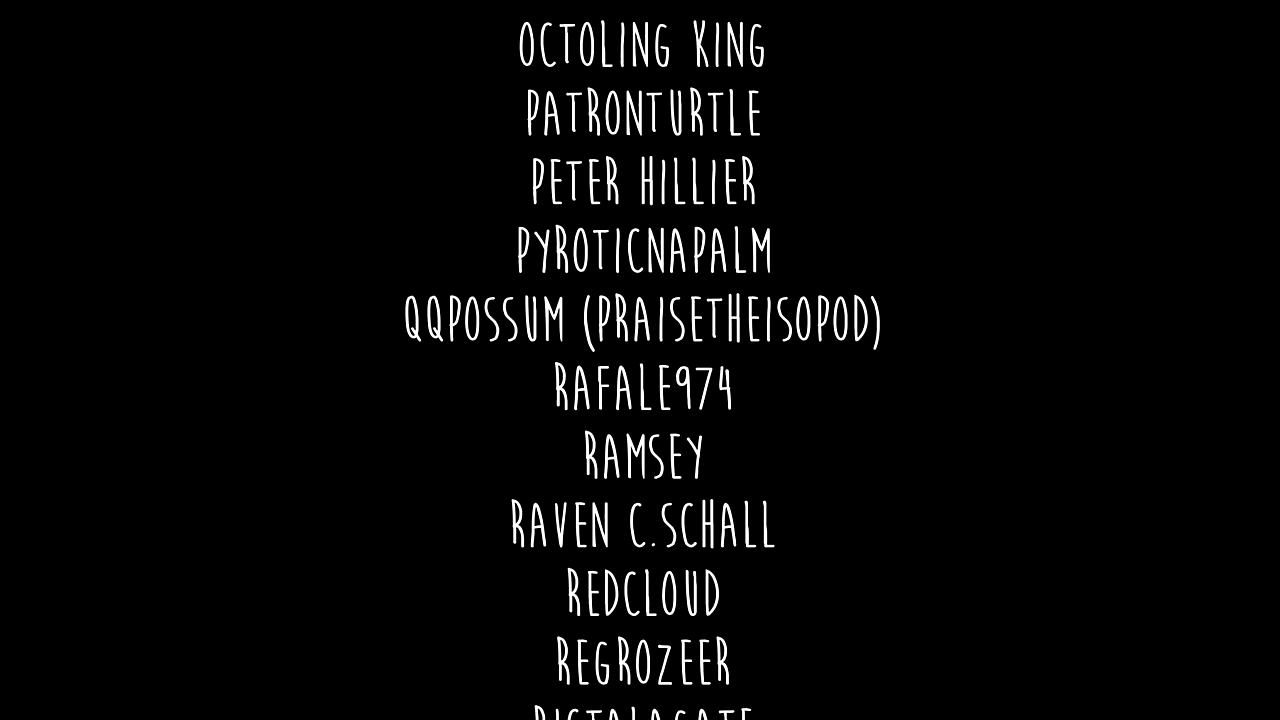 OCTOLING KING
PATRONTURTLE
PETER HILLIER
PYROTICNAPALM
QQPOSSUM (PRAISETHEISOPOD)
RAFALE974
RAMSEY
RAVEN C.SCHALL
REDCLOUD
REGROZEER